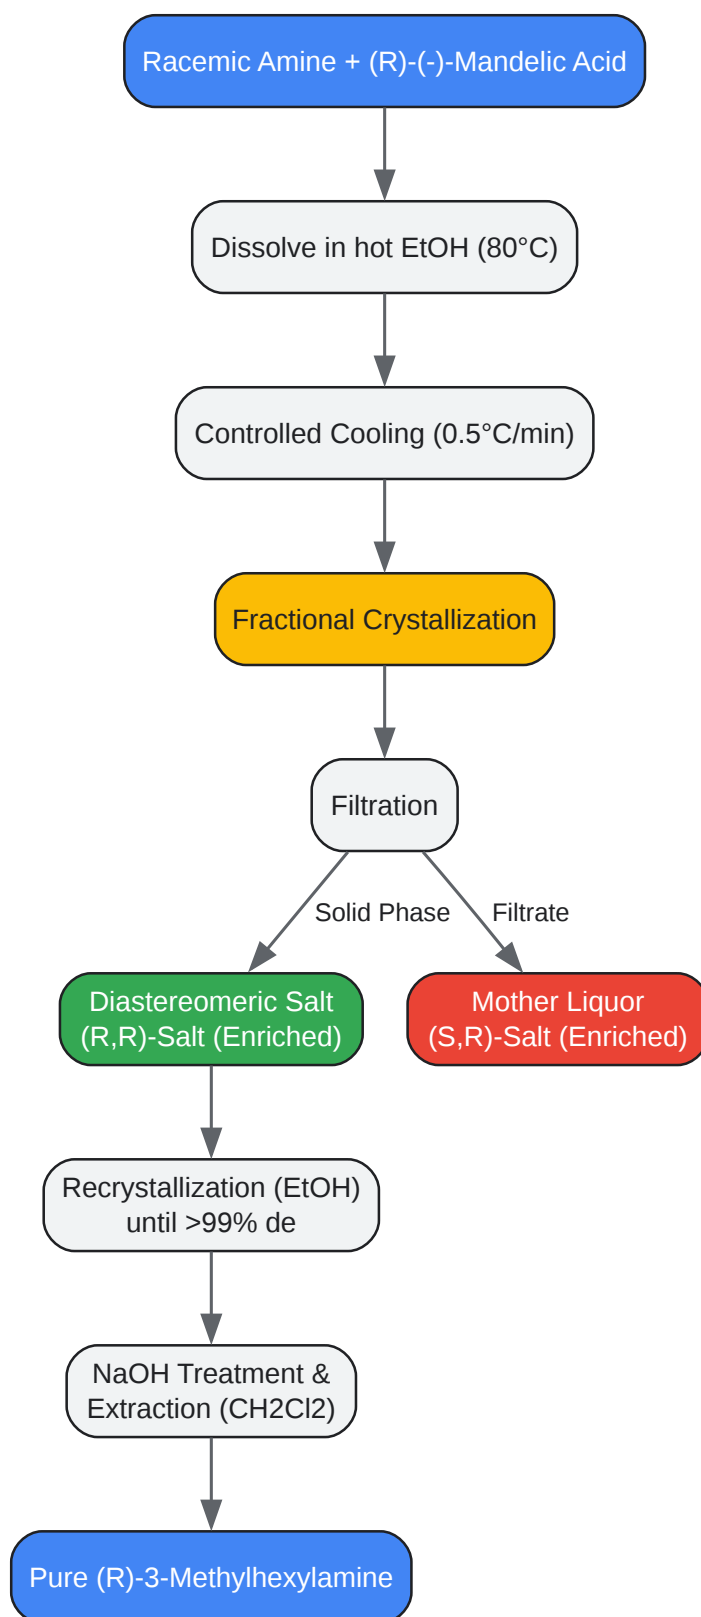 Racemic Amine + (R)-(-)-Mandelic Acid
Dissolve in hot EtOH (80°C)
Controlled Cooling (0.5°C/min)
Fractional Crystallization
Filtration
Solid Phase
Filtrate
Diastereomeric Salt
(R,R)-Salt (Enriched)
Mother Liquor
(S,R)-Salt (Enriched)
Recrystallization (EtOH)
until >99% de
NaOH Treatment &
Extraction (CH2Cl2)
Pure (R)-3-Methylhexylamine